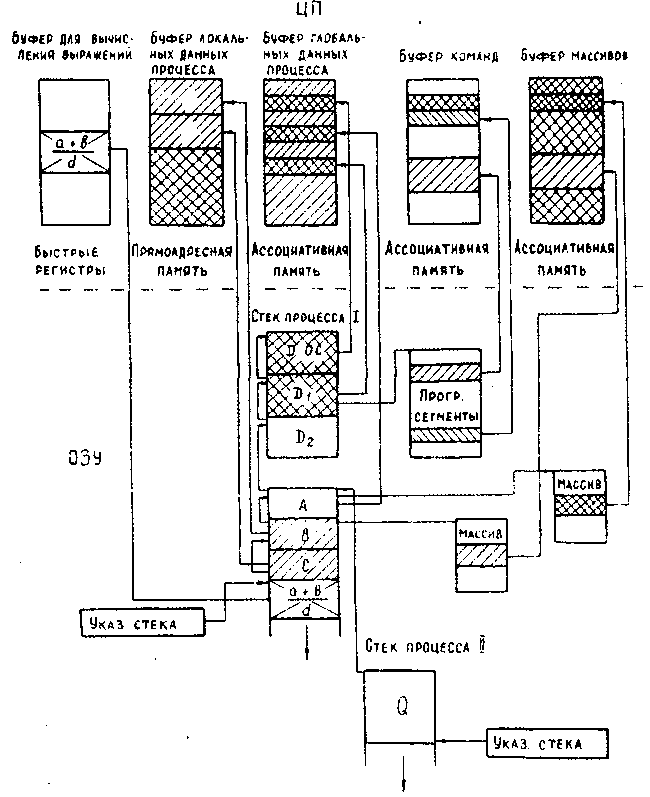 ЦП
БУФЕР ДЛЯ ВЫЧИС-
ЛЕНИЯ ВЫРАЖЕНИЙ
БУФЕР ЛОКАЛЬ-
НЫХ ДАННЫХ
ПРОЦЕССА
БУФЕР ГЛОБАЛЬ-
НЫХ ДАННЫХ
ПРОЦЕССА
БУФЕР КОМАНД
БУФЕР МАССИВОВ
a + b
d
БЫСТРЫЕ
РЕГИСТРЫ
ПРЯМОАДРЕСНАЯ
ПАМЯТЬ
АССОЦИАТИВНАЯ
ПАМЯТЬ
АССОЦИАТИВНАЯ
ПАМЯТЬ
АССОЦИАТИВНАЯ
ПАМЯТЬ
СТЕК ПРОЦЕССА I
D ОС
D1
D2
ПРОГР.
СЕГМЕНТЫ
ОЗУ
A
B
C
a + b
d
МАССИВ
МАССИВ
УКАЗ. СТЕКА
СТЕК ПРОЦЕССА II
Q
УКАЗ. СТЕКА